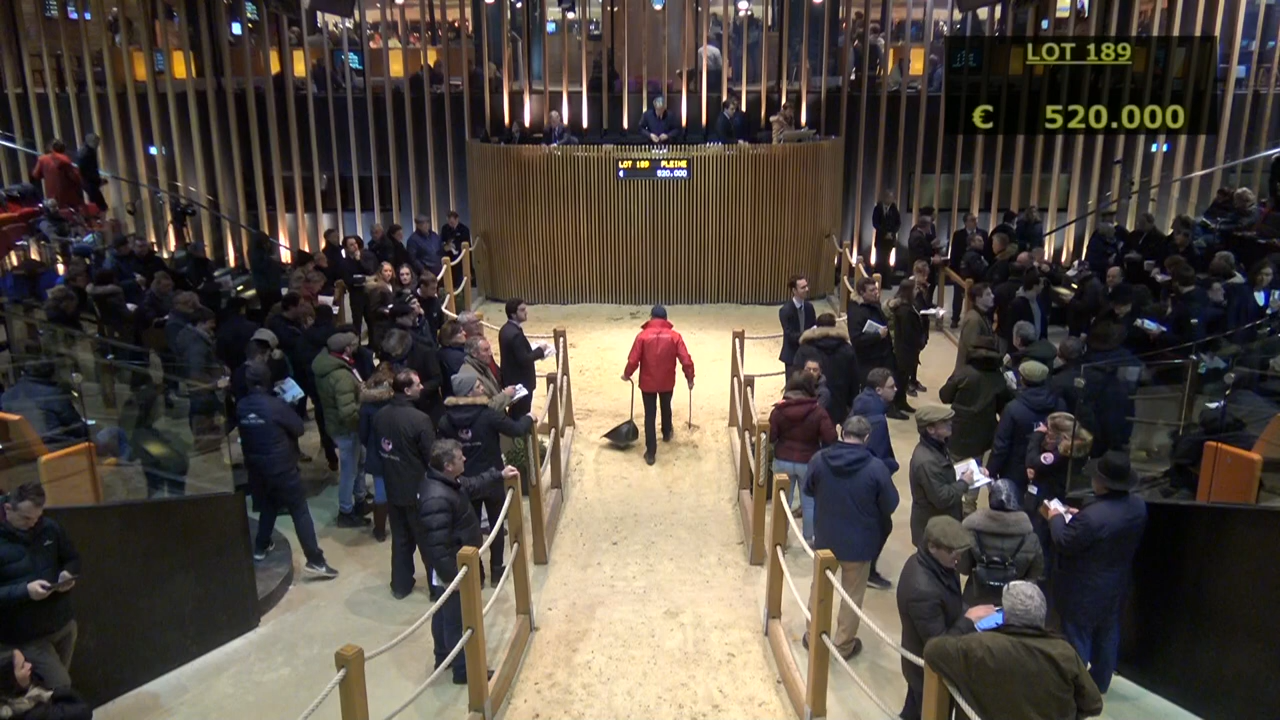 LOT 189
€ 520.000
LOT 189 PLEINE
€ 520.000